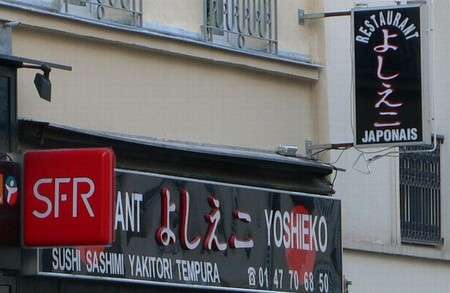 RESTAURANT
よしえこ
JAPONAIS
SFR
ANT よしえこ YOSHIEKO
SUSHI SASHIMI YAKITORI TEMPURA
01 47 70 68 50